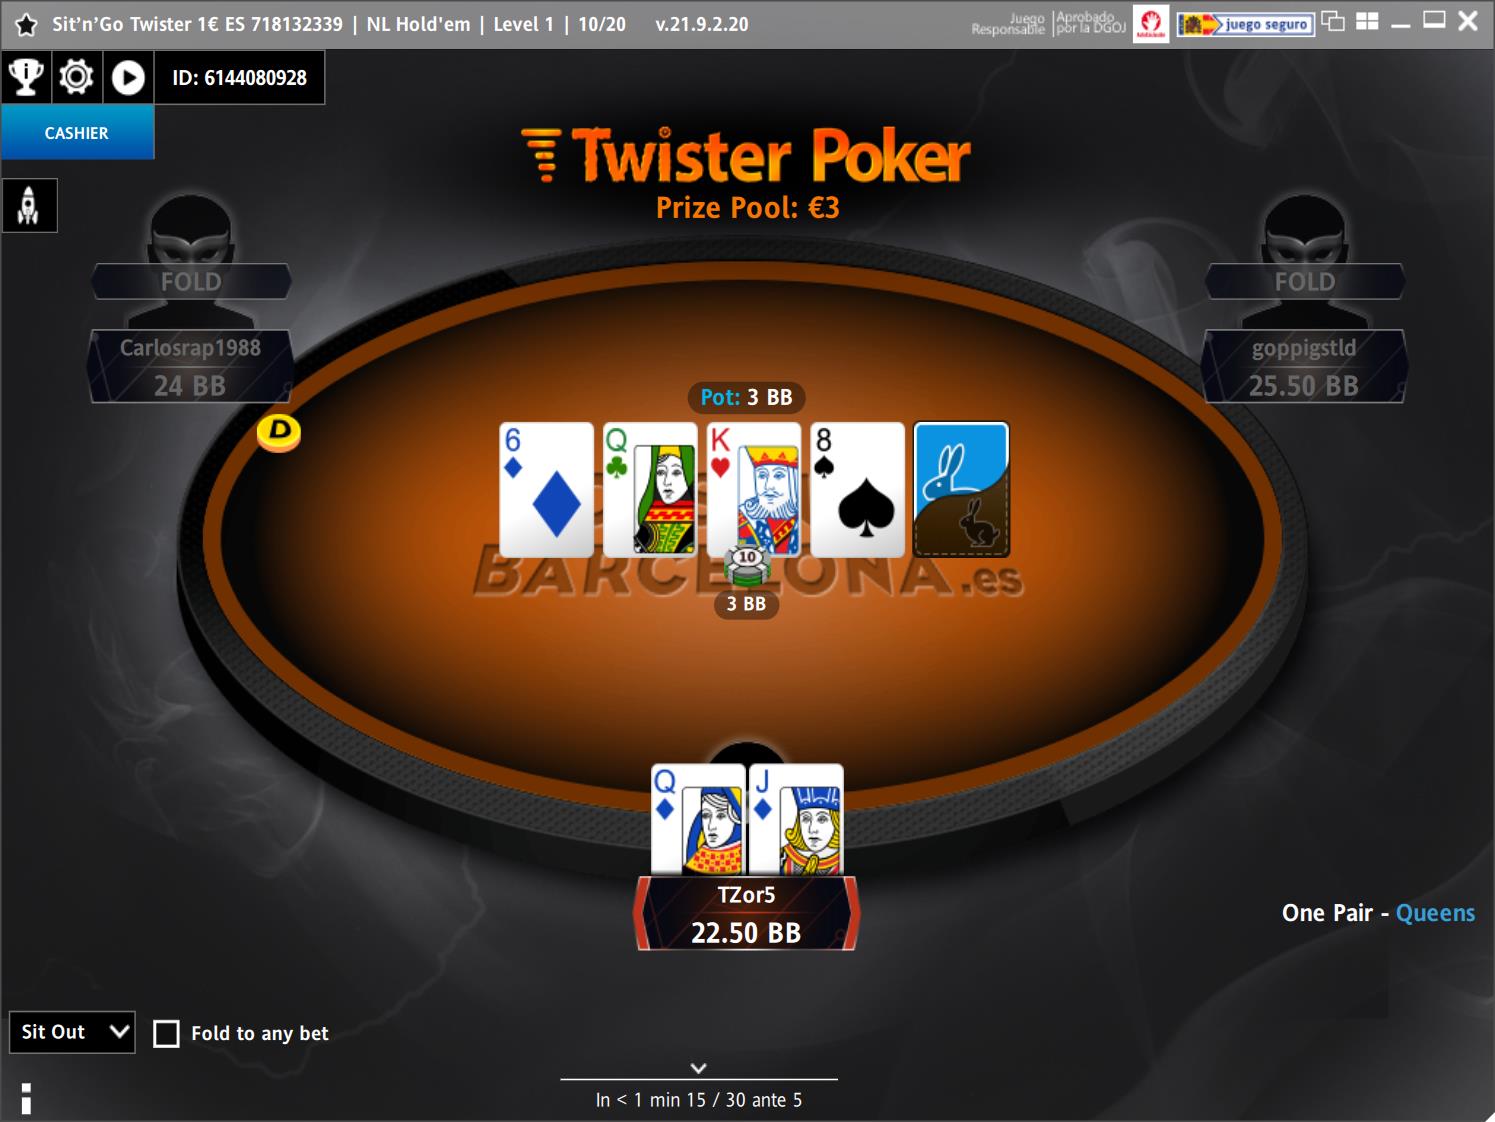 Sit’n’Go Twister 1€ ES 718132339 | NL Hold'em | Level 1 | 10/20 v.21.9.2.20
Juego Responsable | Aprobado por la DGOJ
juego seguro
ID: 6144080928
CASHIER
Twister Poker
Prize Pool: €3
FOLD
FOLD
Carlosrap1988
24 BB
goppigstld
25.50 BB
Pot: 3 BB
D
6 Q K 8
10
BARCELONA.es
3 BB
Q J
TZor5
22.50 BB
One Pair - Queens
Sit Out
Fold to any bet
In < 1 min 15 / 30 ante 5